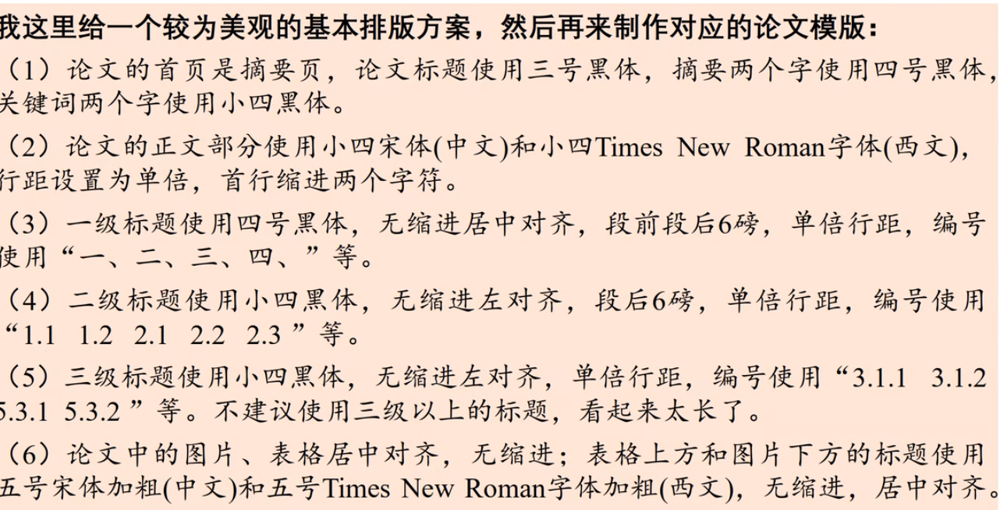 我这里给一个较为美观的基本排版方案，然后再来制作对应的论文模版：
（1）论文的首页是摘要页，论文标题使用三号黑体，摘要两个字使用四号黑体，
关键词两个字使用小四黑体。
（2）论文的正文部分使用小四宋体(中文)和小四Times New Roman字体(西文)，
行距设置为单倍，首行缩进两个字符。
（3）一级标题使用四号黑体，无缩进居中对齐，段前段后6磅，单倍行距，编号
使用“一、二、三、四、”等。
（4）二级标题使用小四黑体，无缩进左对齐，段后6磅，单倍行距，编号使用
“1.1 1.2 2.1 2.2 2.3 ”等。
（5）三级标题使用小四黑体，无缩进左对齐，单倍行距，编号使用“3.1.1 3.1.2
5.3.1 5.3.2 ”等。不建议使用三级以上的标题，看起来太长了。
（6）论文中的图片、表格居中对齐，无缩进；表格上方和图片下方的标题使用
五号宋体加粗(中文)和五号Times New Roman字体加粗(西文)，无缩进，居中对齐。